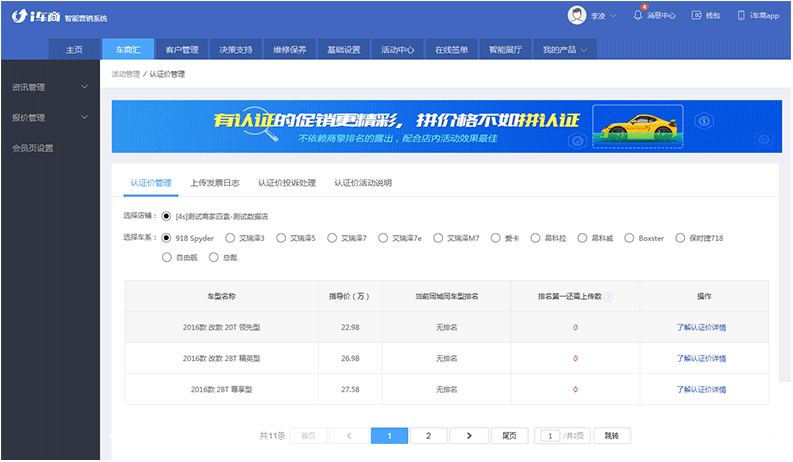 i车商 智能营销系统
李凌 4 消息中心 钱包 i车商app
主页 车商汇 客户管理 决策支持 维修保养 基础设置 活动中心 在线签单 智能展厅 我的产品
活动管理 / 认证价管理
资讯管理
报价管理
会员页设置
有认证的促销更精彩，拼价格不如拼认证
不依赖商擎排名的露出，配合店内活动效果最佳
认证价管理 上传发票日志 认证价投诉处理 认证价活动说明
选择店铺： [4s]测试商家四袁-测试数据店
选择车系： 918 Spyder 艾瑞泽3 艾瑞泽5 艾瑞泽7 艾瑞泽7e 艾瑞泽M7 爱卡 昂科拉 昂科威 Boxster 保时捷718
自由舰 总裁
车型名称 指导价（万） 当前同城同车型排名 排名第一还需上传数 ? 操作
2016款 改款 20T 领先型 22.98 无排名 0 了解认证价详情
2016款 改款 28T 精英型 26.98 无排名 0 了解认证价详情
2016款 28T 尊享型 27.58 无排名 0 了解认证价详情
共11条 首页 < 1 2 > 尾页 1 /共2页 跳转